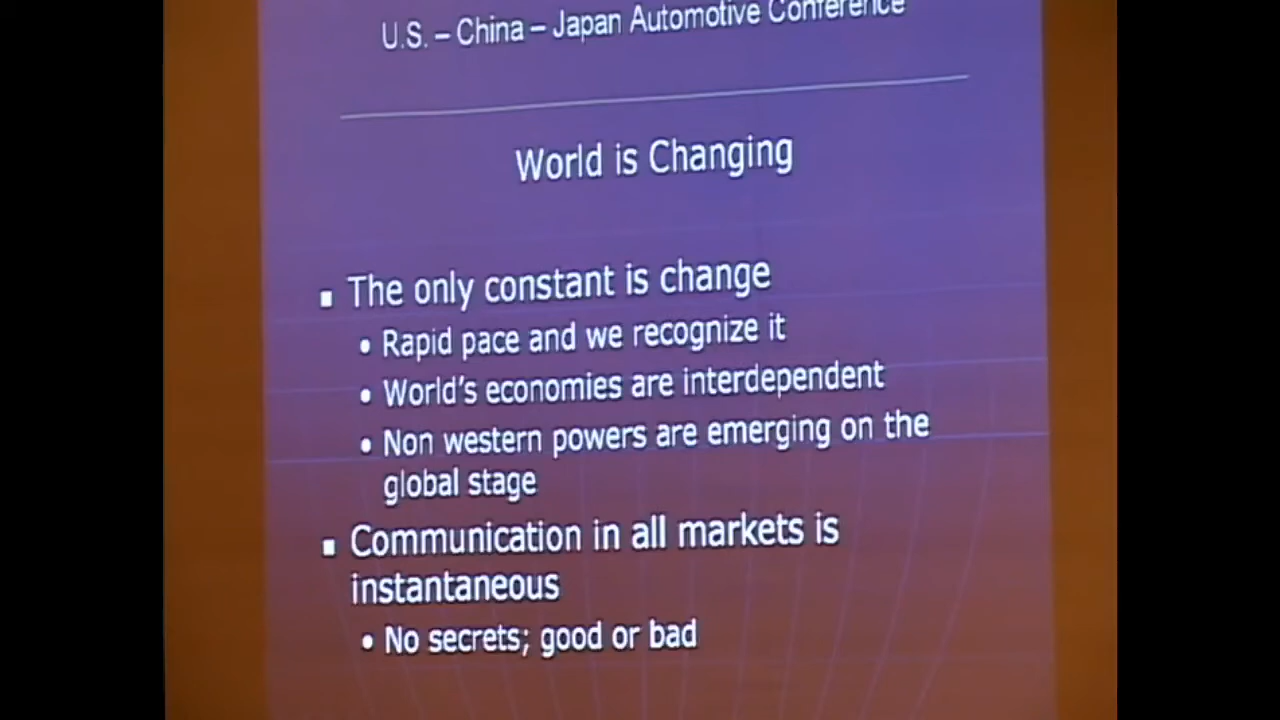 U.S. – China – Japan Automotive Conference
World is Changing
▪ The only constant is change
• Rapid pace and we recognize it
• World's economies are interdependent
• Non western powers are emerging on the
global stage
▪ Communication in all markets is
instantaneous
• No secrets; good or bad